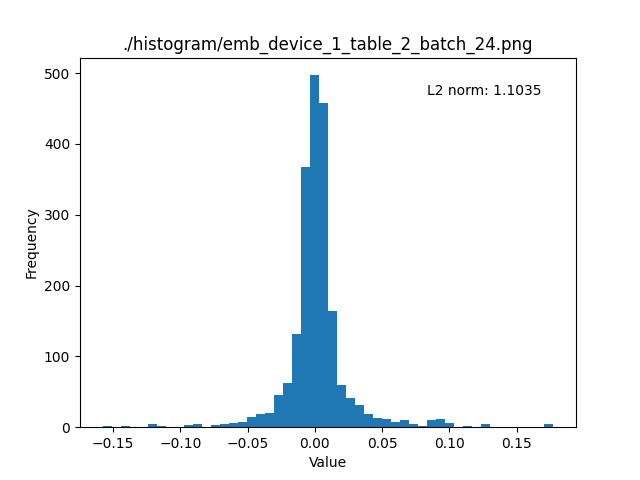 ./histogram/emb_device_1_table_2_batch_24.png
L2 norm: 1.1035
Frequency
500
400
300
200
100
0
−0.15 −0.10 −0.05 0.00 0.05 0.10 0.15
Value